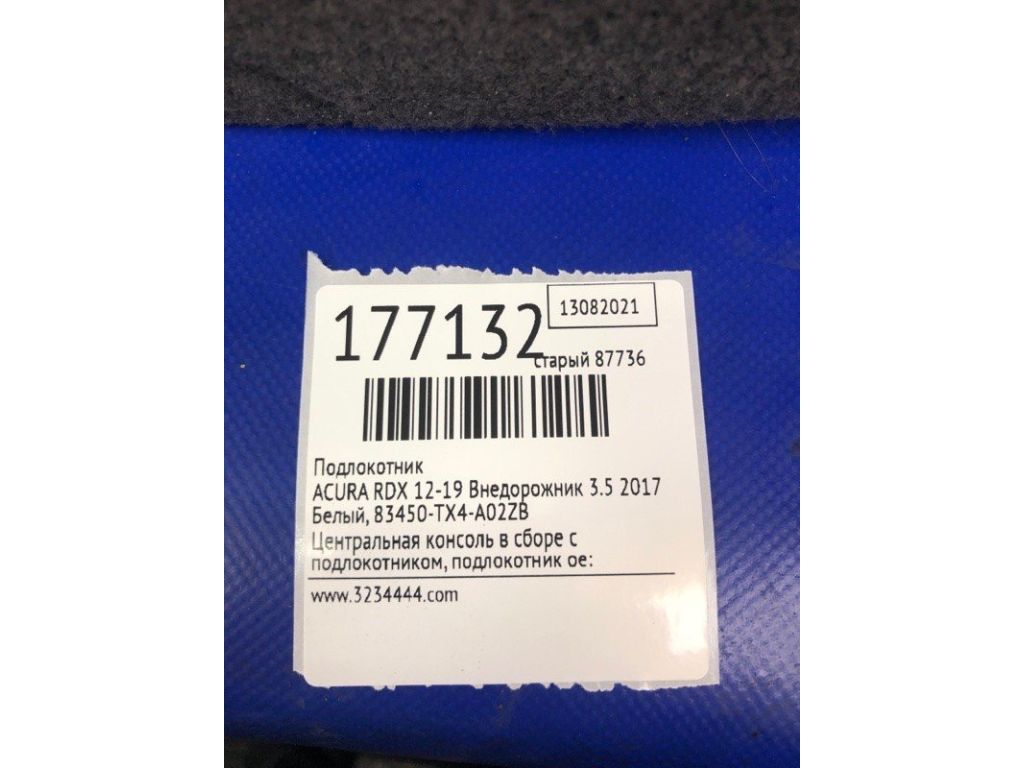 177132
13082021
старый 87736
Подлокотник
ACURA RDX 12-19 Внедорожник 3.5 2017
Белый, 83450-TX4-A02ZB
Центральная консоль в сборе с
подлокотником, подлокотник ое:
www.3234444.com